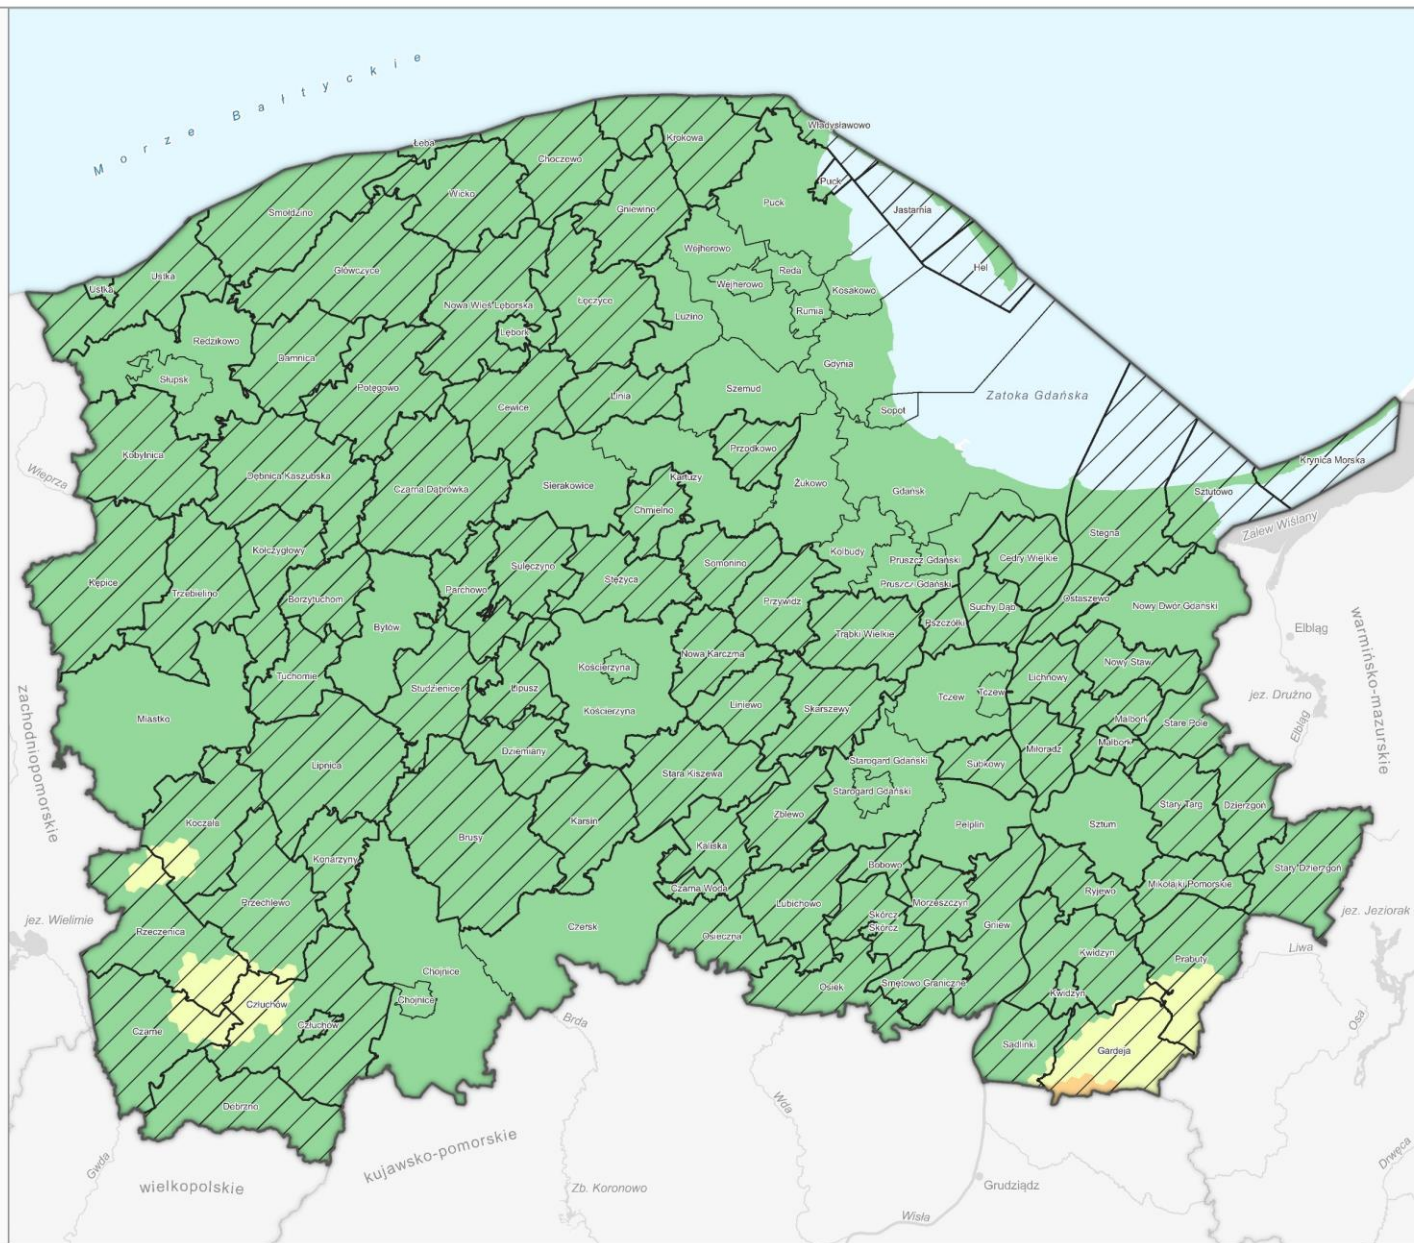 Morze Bałtyckie
Władysławowo
Krokowa
Łeba
Choczewo
Puck
Wicko
Puck
Jastarnia
Gniewino
Smołdzino
Wejherowo
Hel
Główczyce
Reda
Ustka
Wejherowo
Ustka
Kosakowo
Nowa Wieś Lęborska
Łęczyce
Rumia
Luzino
Lębork
Redzikowo
Damnica
Gdynia
Słupsk
Potęgowo
Szemud
Zatoka Gdańska
Linia
Cewice
Sopot
Przodkowo
Kobylnica
Krynica Morska
Dębnica Kaszubska
Kartuzy
Wieprza
Sierakowice
Żukowo
Czarna Dąbrówka
Gdańsk
Sztutowo
Chmielno
Zalew Wiślany
Stegna
Kołczygłowy
Kolbudy
Cedry Wielkie
Pruszcz Gdański
Somonino
Sulęczyno
Stężyca
Kępice
Pruszcz Gdański
Parchowo
Trzebielino
Borzytuchom
Ostaszewo
Przywidz
Suchy Dąb
Nowy Dwór Gdański
Pszczółki
Bytów
Elbląg
Trąbki Wielkie
warmińsko-mazurskie
Nowa Karczma
Nowy Staw
Kościerzyna
Tuchomie
Lichnowy
Studzienice
Lipusz
Tczew
Tczew
jez. Drużno
Liniewo
Skarszewy
Kościerzyna
Miastko
Malbork
Stare Pole
Elbląg
zachodniopomorskie
Malbork
Dziemiany
Miłoradz
Starogard Gdański
Lipnica
Subkowy
Stara Kiszewa
Starogard Gdański
Stary Targ
Dzierzgoń
Zblewo
Karsin
Koczała
Pelplin
Sztum
Brusy
Kaliska
Konarzyny
Bobowo
Stary Dzierzgoń
Mikołajki Pomorskie
Czarna Woda
Ryjewo
Przechlewo
Lubichowo
Morzeszczyn
jez. Jeziorak
Skórcz
jez. Wielimie
Gniew
Skórcz
Czersk
Rzeczenica
Osieczna
Liwa
Kwidzyn
Prabuty
Chojnice
Smętowo Graniczne
Osiek
Kwidzyn
Chojnice
Człuchów
Brda
Osa
Człuchów
Czarne
Sadlinki
Gardeja
Wda
Debrzno
kujawsko-pomorskie
Drwęca
Gwda
wielkopolskie
Zb. Koronowo
Grudziądz
Wisła